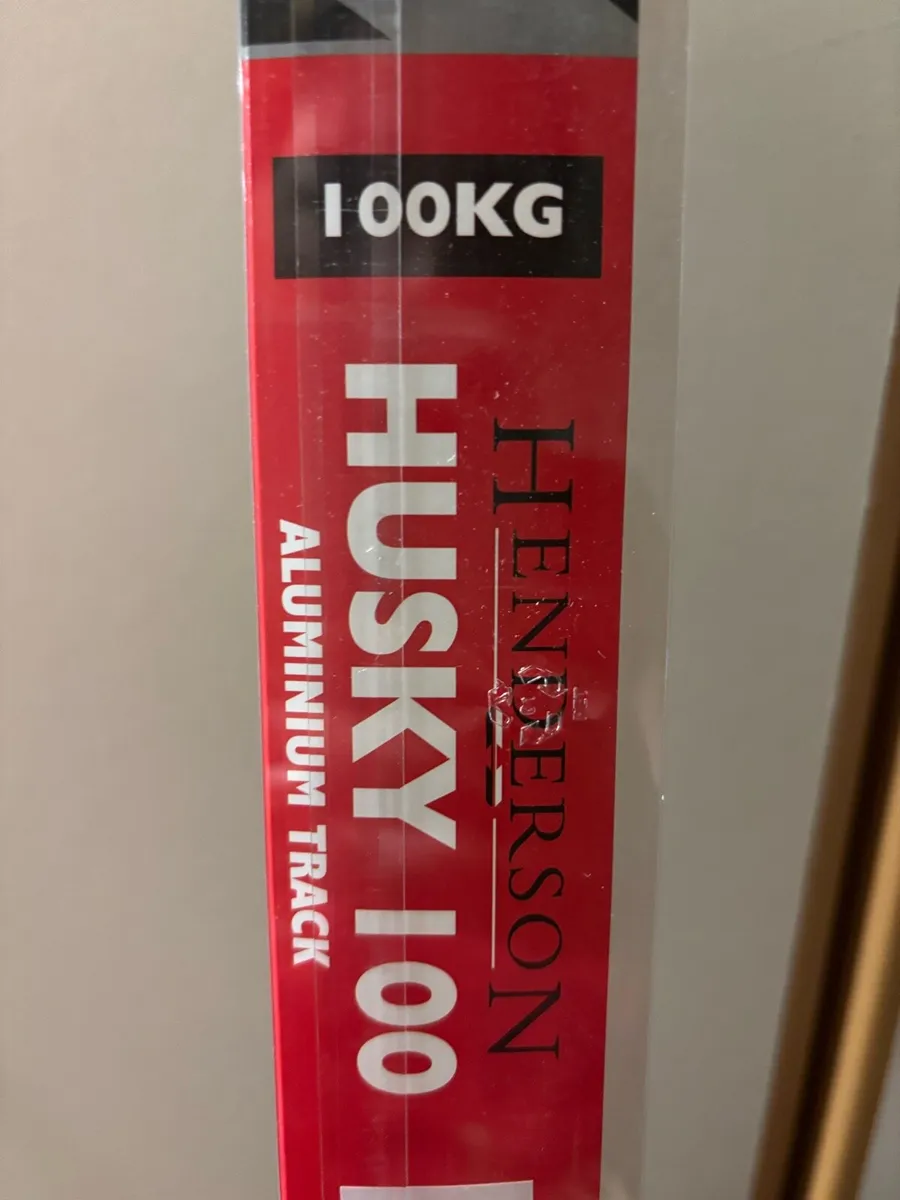 100KG
HENDERSON
HUSKY 100
ALUMINIUM TRACK